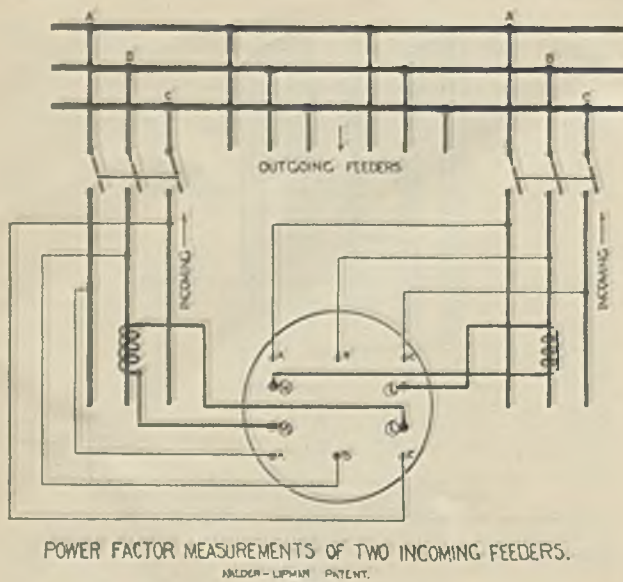 A A
B B
C C
OUTGOING FEEDERS
INCOMING INCOMING
A B C
M L
M L
A B C
POWER FACTOR MEASUREMENTS OF TWO INCOMING FEEDERS.
NALDER-LIPMAN PATENT.